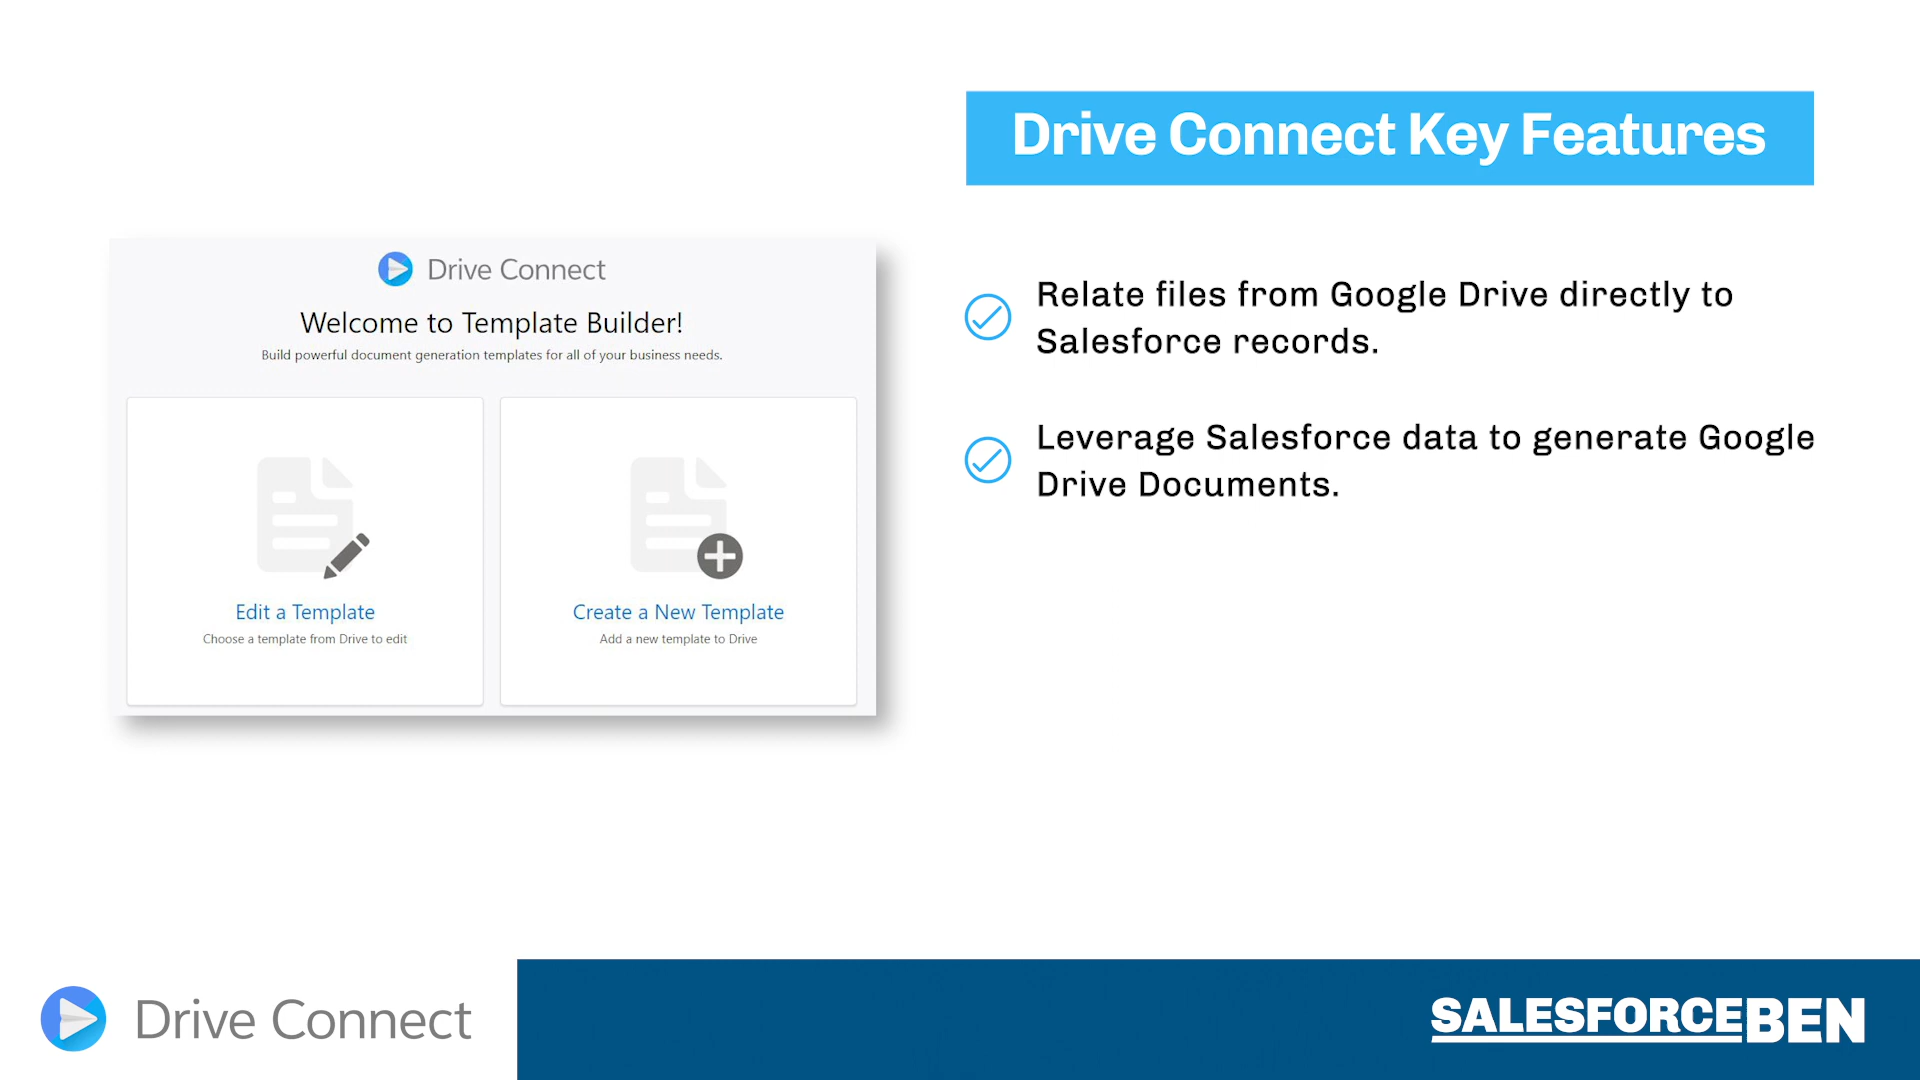 Drive Connect Key Features
Drive Connect
Welcome to Template Builder!
Build powerful document generation templates for all of your business needs.
Edit a Template
Choose a template from Drive to edit
Create a New Template
Add a new template to Drive
Relate files from Google Drive directly to
Salesforce records.
Leverage Salesforce data to generate Google
Drive Documents.
Drive Connect
SALESFORCEBEN